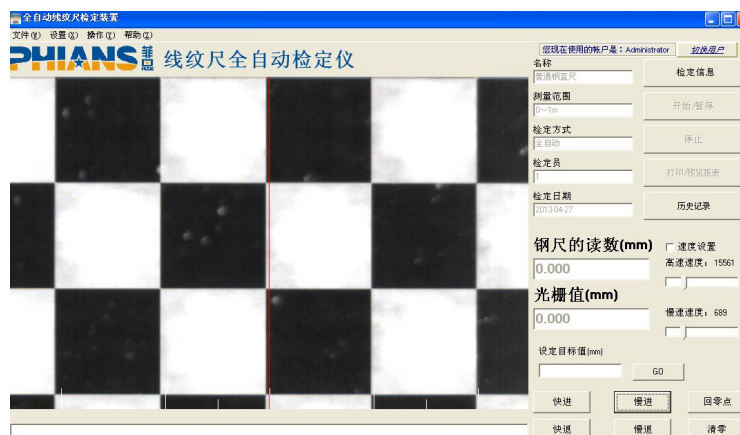 全自动线纹尺检定装置
文件(F) 设置(X) 操作(Y) 帮助(Z)
您现在使用的帐户是：Administrator 切换用户
PHIANS 菲恩 线纹尺全自动检定仪
名称
普通钢直尺
检定信息
测量范围
0~1m
开始/暂停
检定方式
全自动
停止
检定员
1
打印/预览报表
检定日期
2013-04-27
历史记录
钢尺的读数(mm)
速度设置
0.000
高速速度： 15561
光栅值(mm)
0.000
慢速速度： 689
设定目标值(mm)
GO
快进 慢进 回零点
快退 慢退 清零